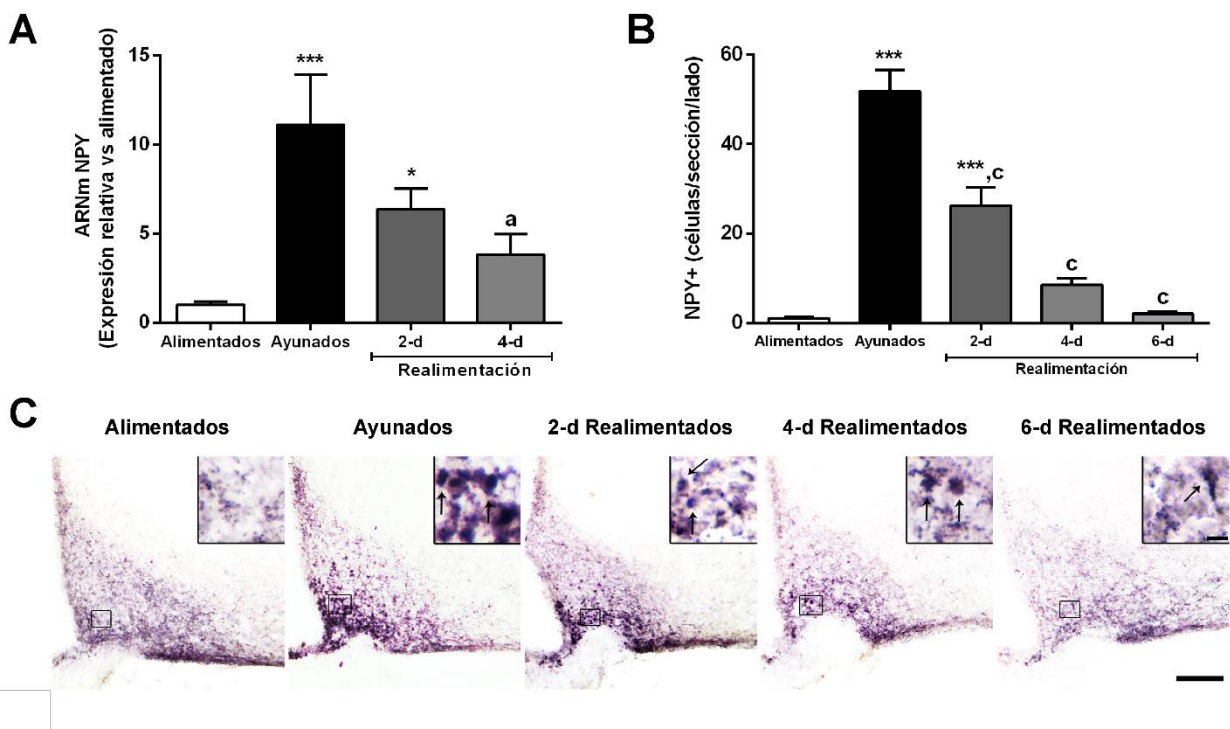 A
ARNm NPY
(Expresión relativa vs alimentado)
15
10
5
0
***
*
a
Alimentados Ayunados 2-d 4-d
Realimentación
B
NPY+ (células/sección/lado)
60
40
20
0
***
***,c
c
c
Alimentados Ayunados 2-d 4-d 6-d
Realimentación
C
Alimentados Ayunados 2-d Realimentados 4-d Realimentados 6-d Realimentados